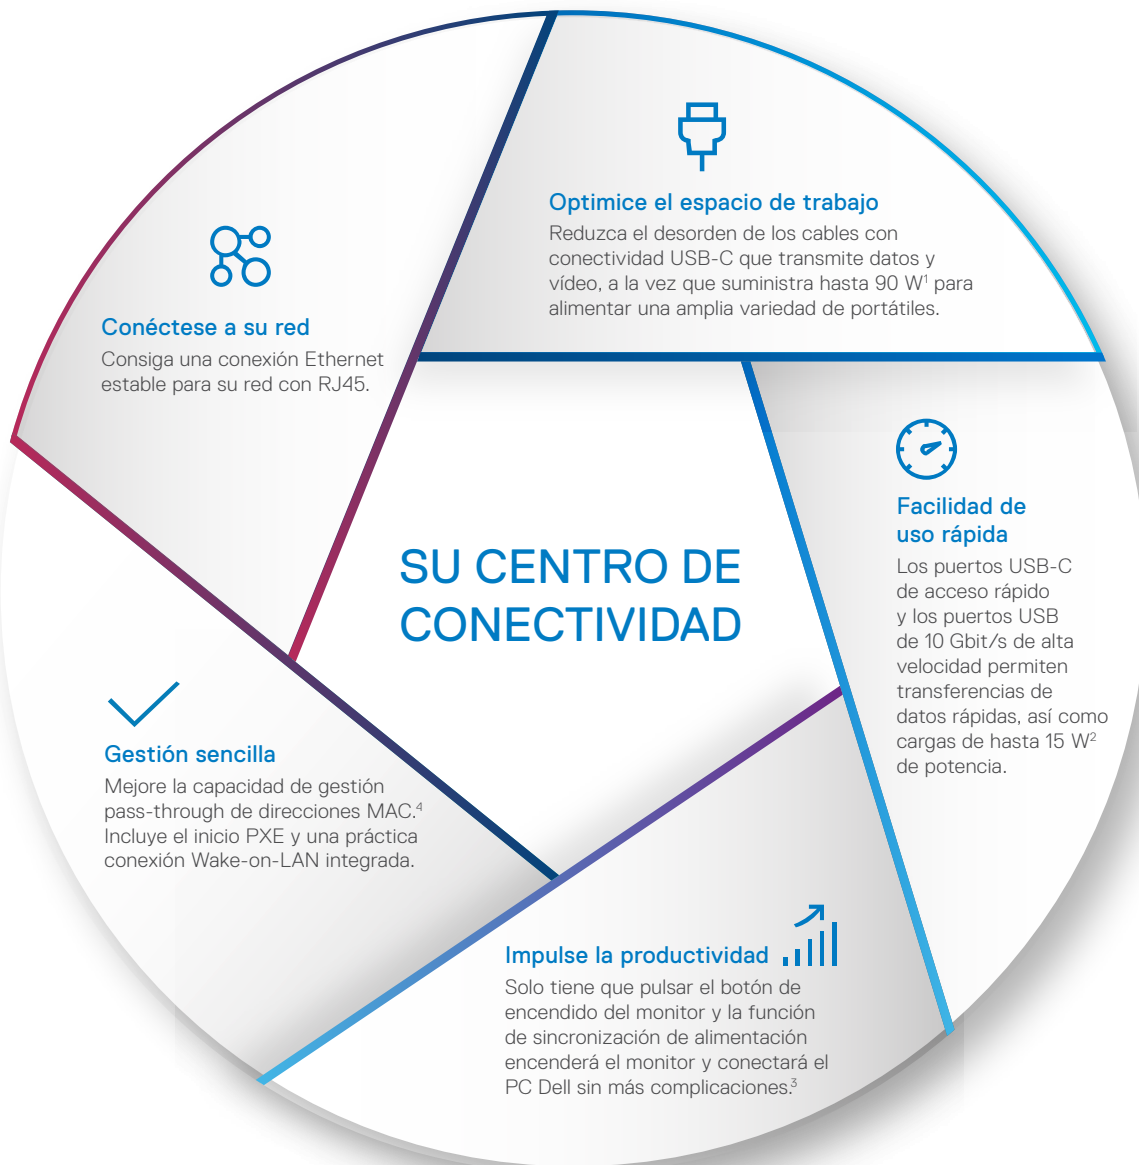 Optimice el espacio de trabajo
Reduzca el desorden de los cables con
conectividad USB-C que transmite datos y
vídeo, a la vez que suministra hasta 90 W¹ para
alimentar una amplia variedad de portátiles.
Conéctese a su red
Consiga una conexión Ethernet
estable para su red con RJ45.
Facilidad de
uso rápida
Los puertos USB-C
de acceso rápido
y los puertos USB
de 10 Gbit/s de alta
velocidad permiten
transferencias de
datos rápidas, así como
cargas de hasta 15 W²
de potencia.
SU CENTRO DE
CONECTIVIDAD
Gestión sencilla
Mejore la capacidad de gestión
pass-through de direcciones MAC.⁴
Incluye el inicio PXE y una práctica
conexión Wake-on-LAN integrada.
Impulse la productividad
Solo tiene que pulsar el botón de
encendido del monitor y la función
de sincronización de alimentación
encenderá el monitor y conectará el
PC Dell sin más complicaciones.³